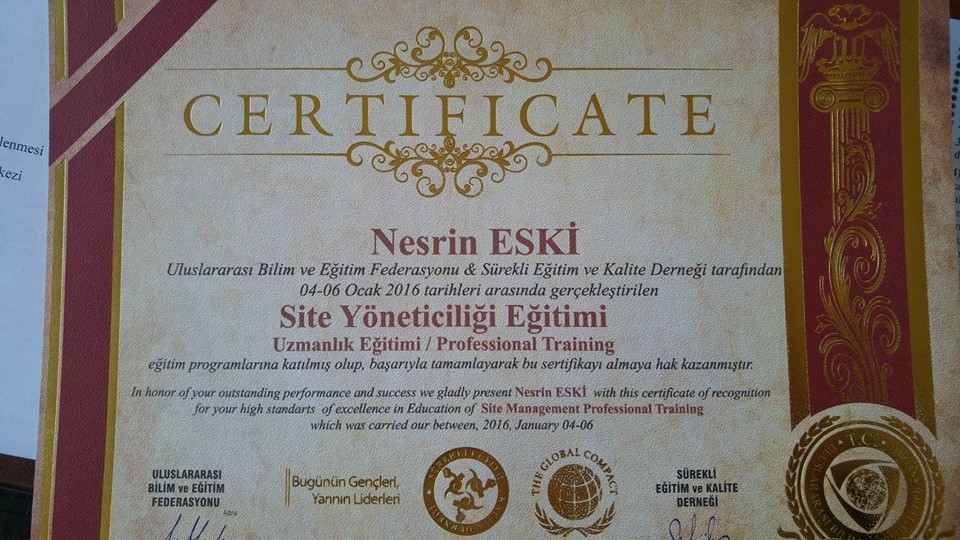 lenmesi
kezi
CERTIFICATE
Nesrin ESKİ
Uluslararası Bilim ve Eğitim Federasyonu & Sürekli Eğitim ve Kalite Derneği tarafından
04-06 Ocak 2016 tarihleri arasında gerçekleştirilen
Site Yöneticiliği Eğitimi
Uzmanlık Eğitimi / Professional Training
eğitim programlarına katılmış olup, başarıyla tamamlayarak bu sertifikayı almaya hak kazanmıştır.
In honor of your outstanding performance and success we gladly present Nesrin ESKİ with this certificate of recognition
for your high standarts of excellence in Education of Site Management Professional Training
which was carried our between, 2016, January 04-06
ULUSLARARASI
BİLİM ve EĞİTİM
FEDERASYONU
Bugünün Gençleri,
Yarının Liderleri
THE GLOBAL COMPACT
SÜREKLİ
EĞİTİM ve KALİTE
DERNEĞİ
T.C.